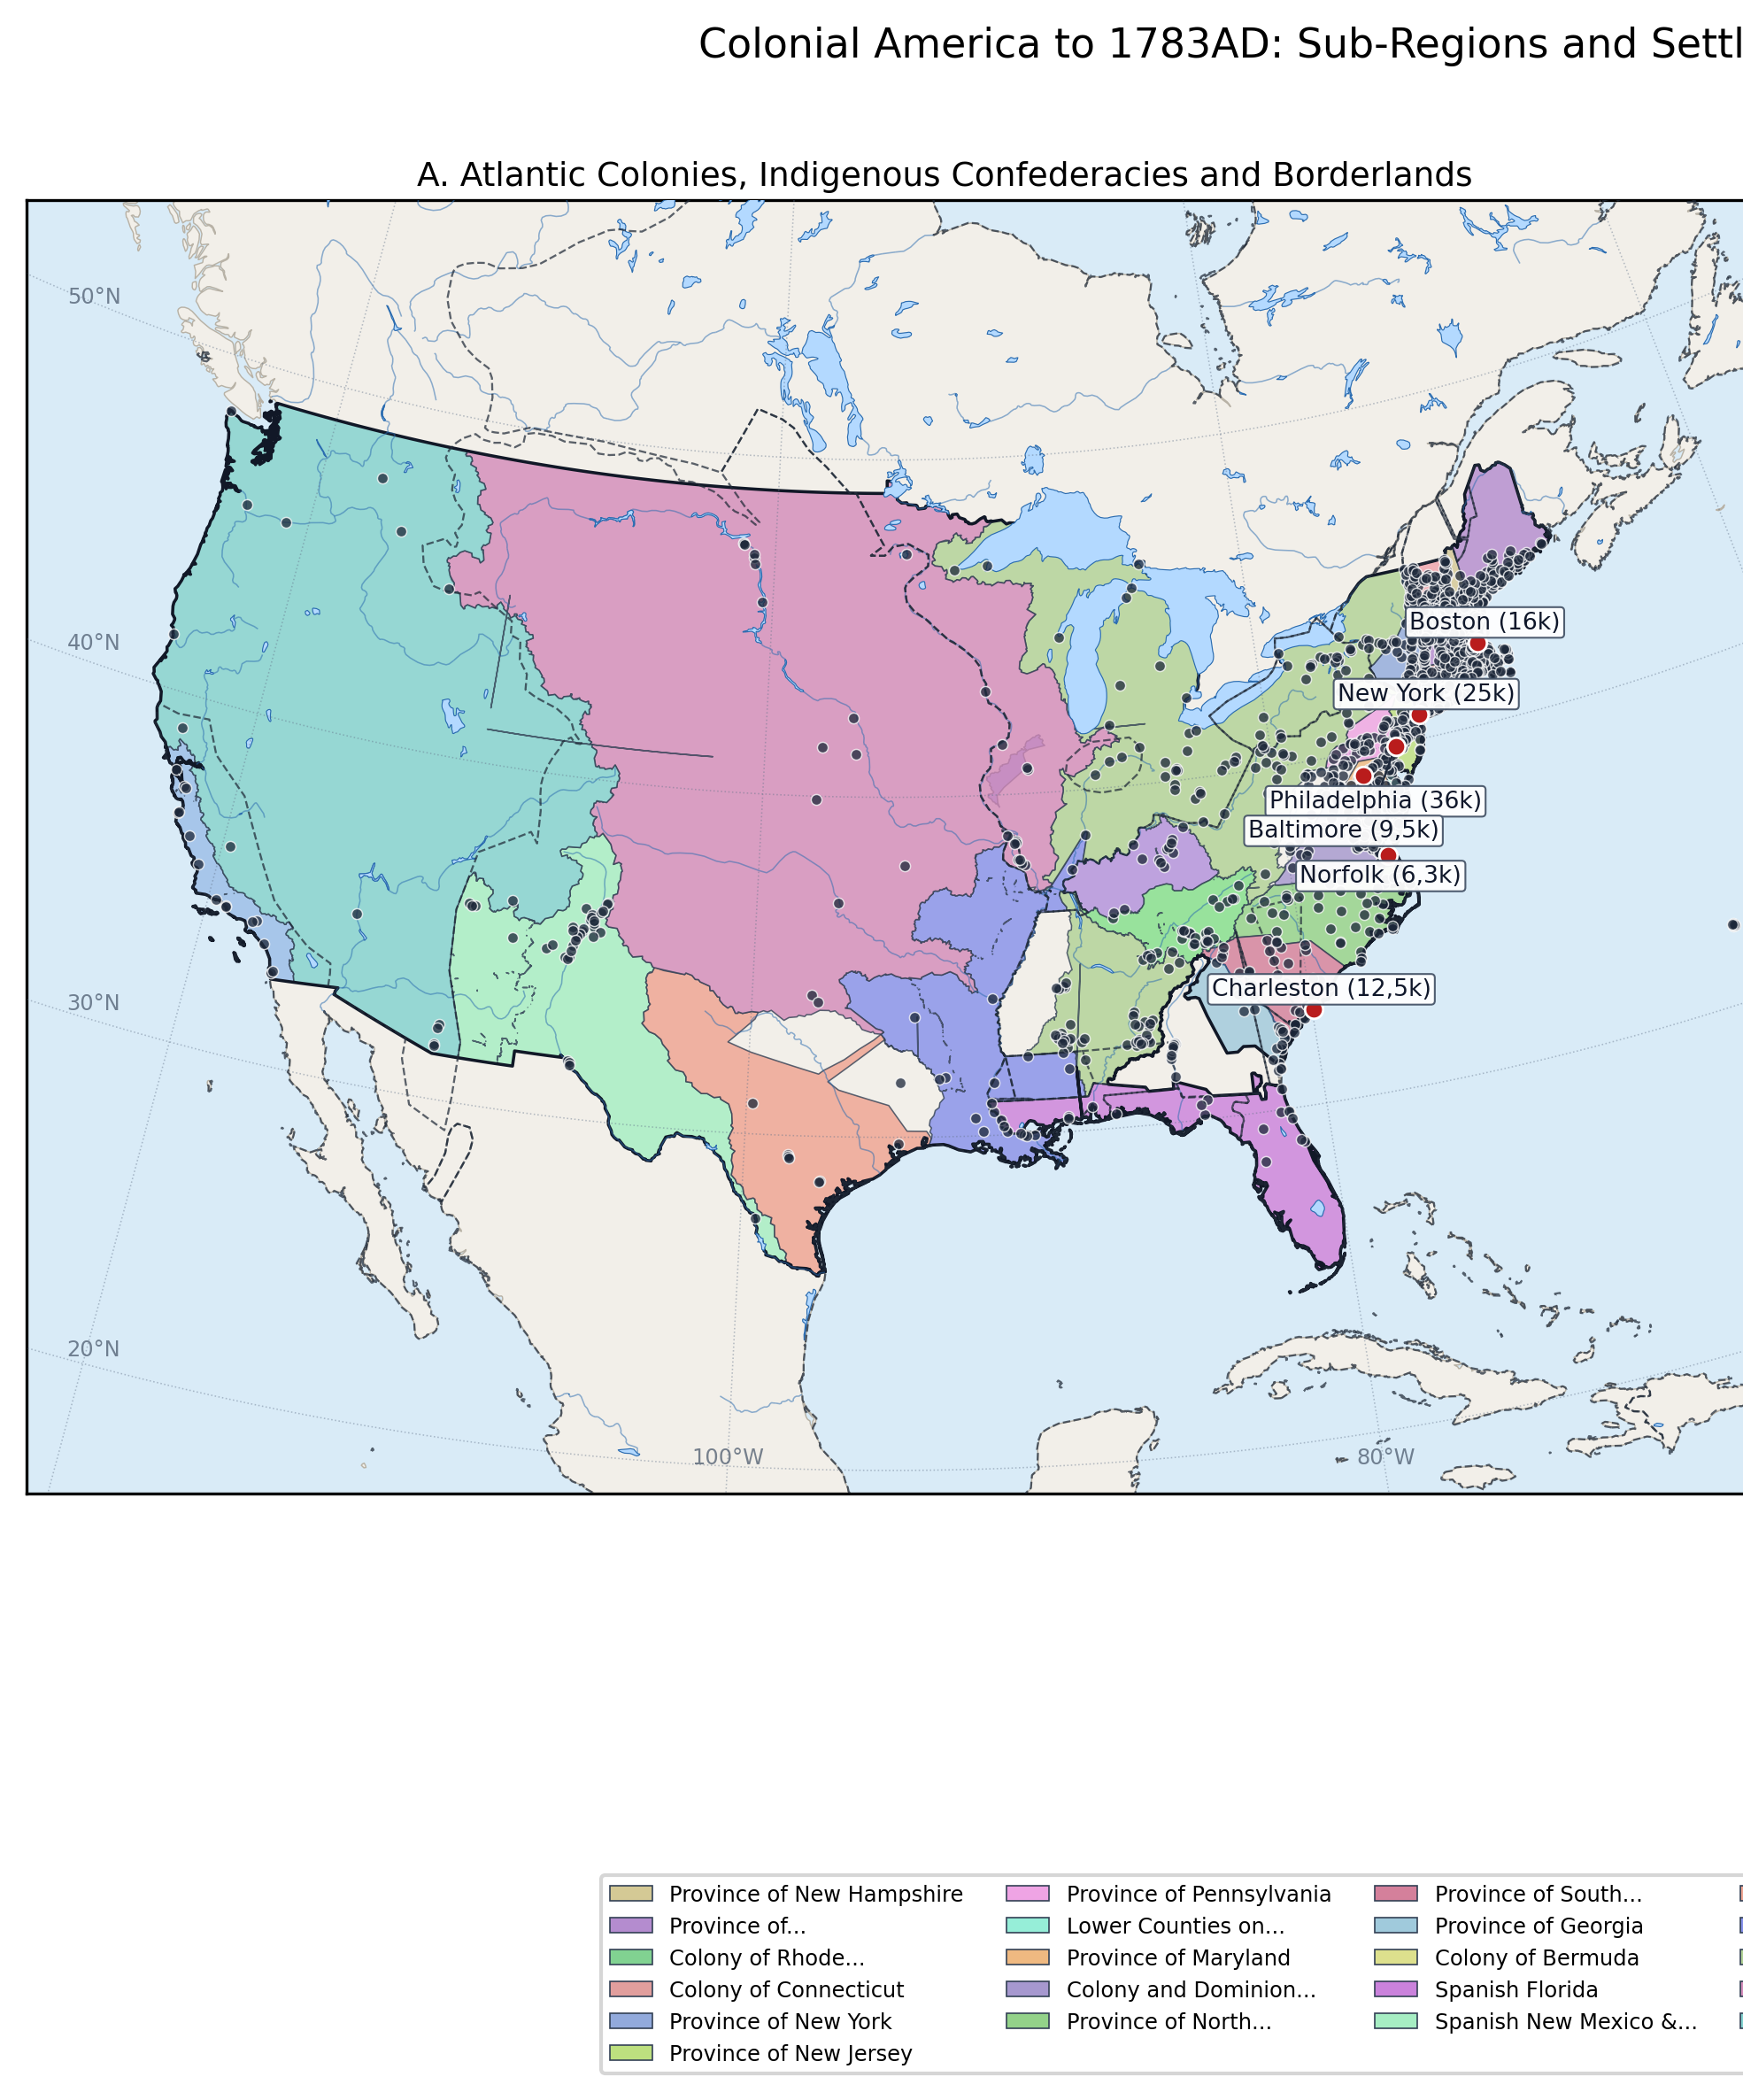 Colonial America to 1783AD: Sub-Regions and Settl
A. Atlantic Colonies, Indigenous Confederacies and Borderlands
50°N
40°N
30°N
20°N
100°W
80°W
Boston (16k)
New York (25k)
Philadelphia (36k)
Baltimore (9,5k)
Norfolk (6,3k)
Charleston (12,5k)
Province of New Hampshire
Province of...
Colony of Rhode...
Colony of Connecticut
Province of New York
Province of New Jersey
Province of Pennsylvania
Lower Counties on...
Province of Maryland
Colony and Dominion...
Province of North...
Province of South...
Province of Georgia
Colony of Bermuda
Spanish Florida
Spanish New Mexico &...